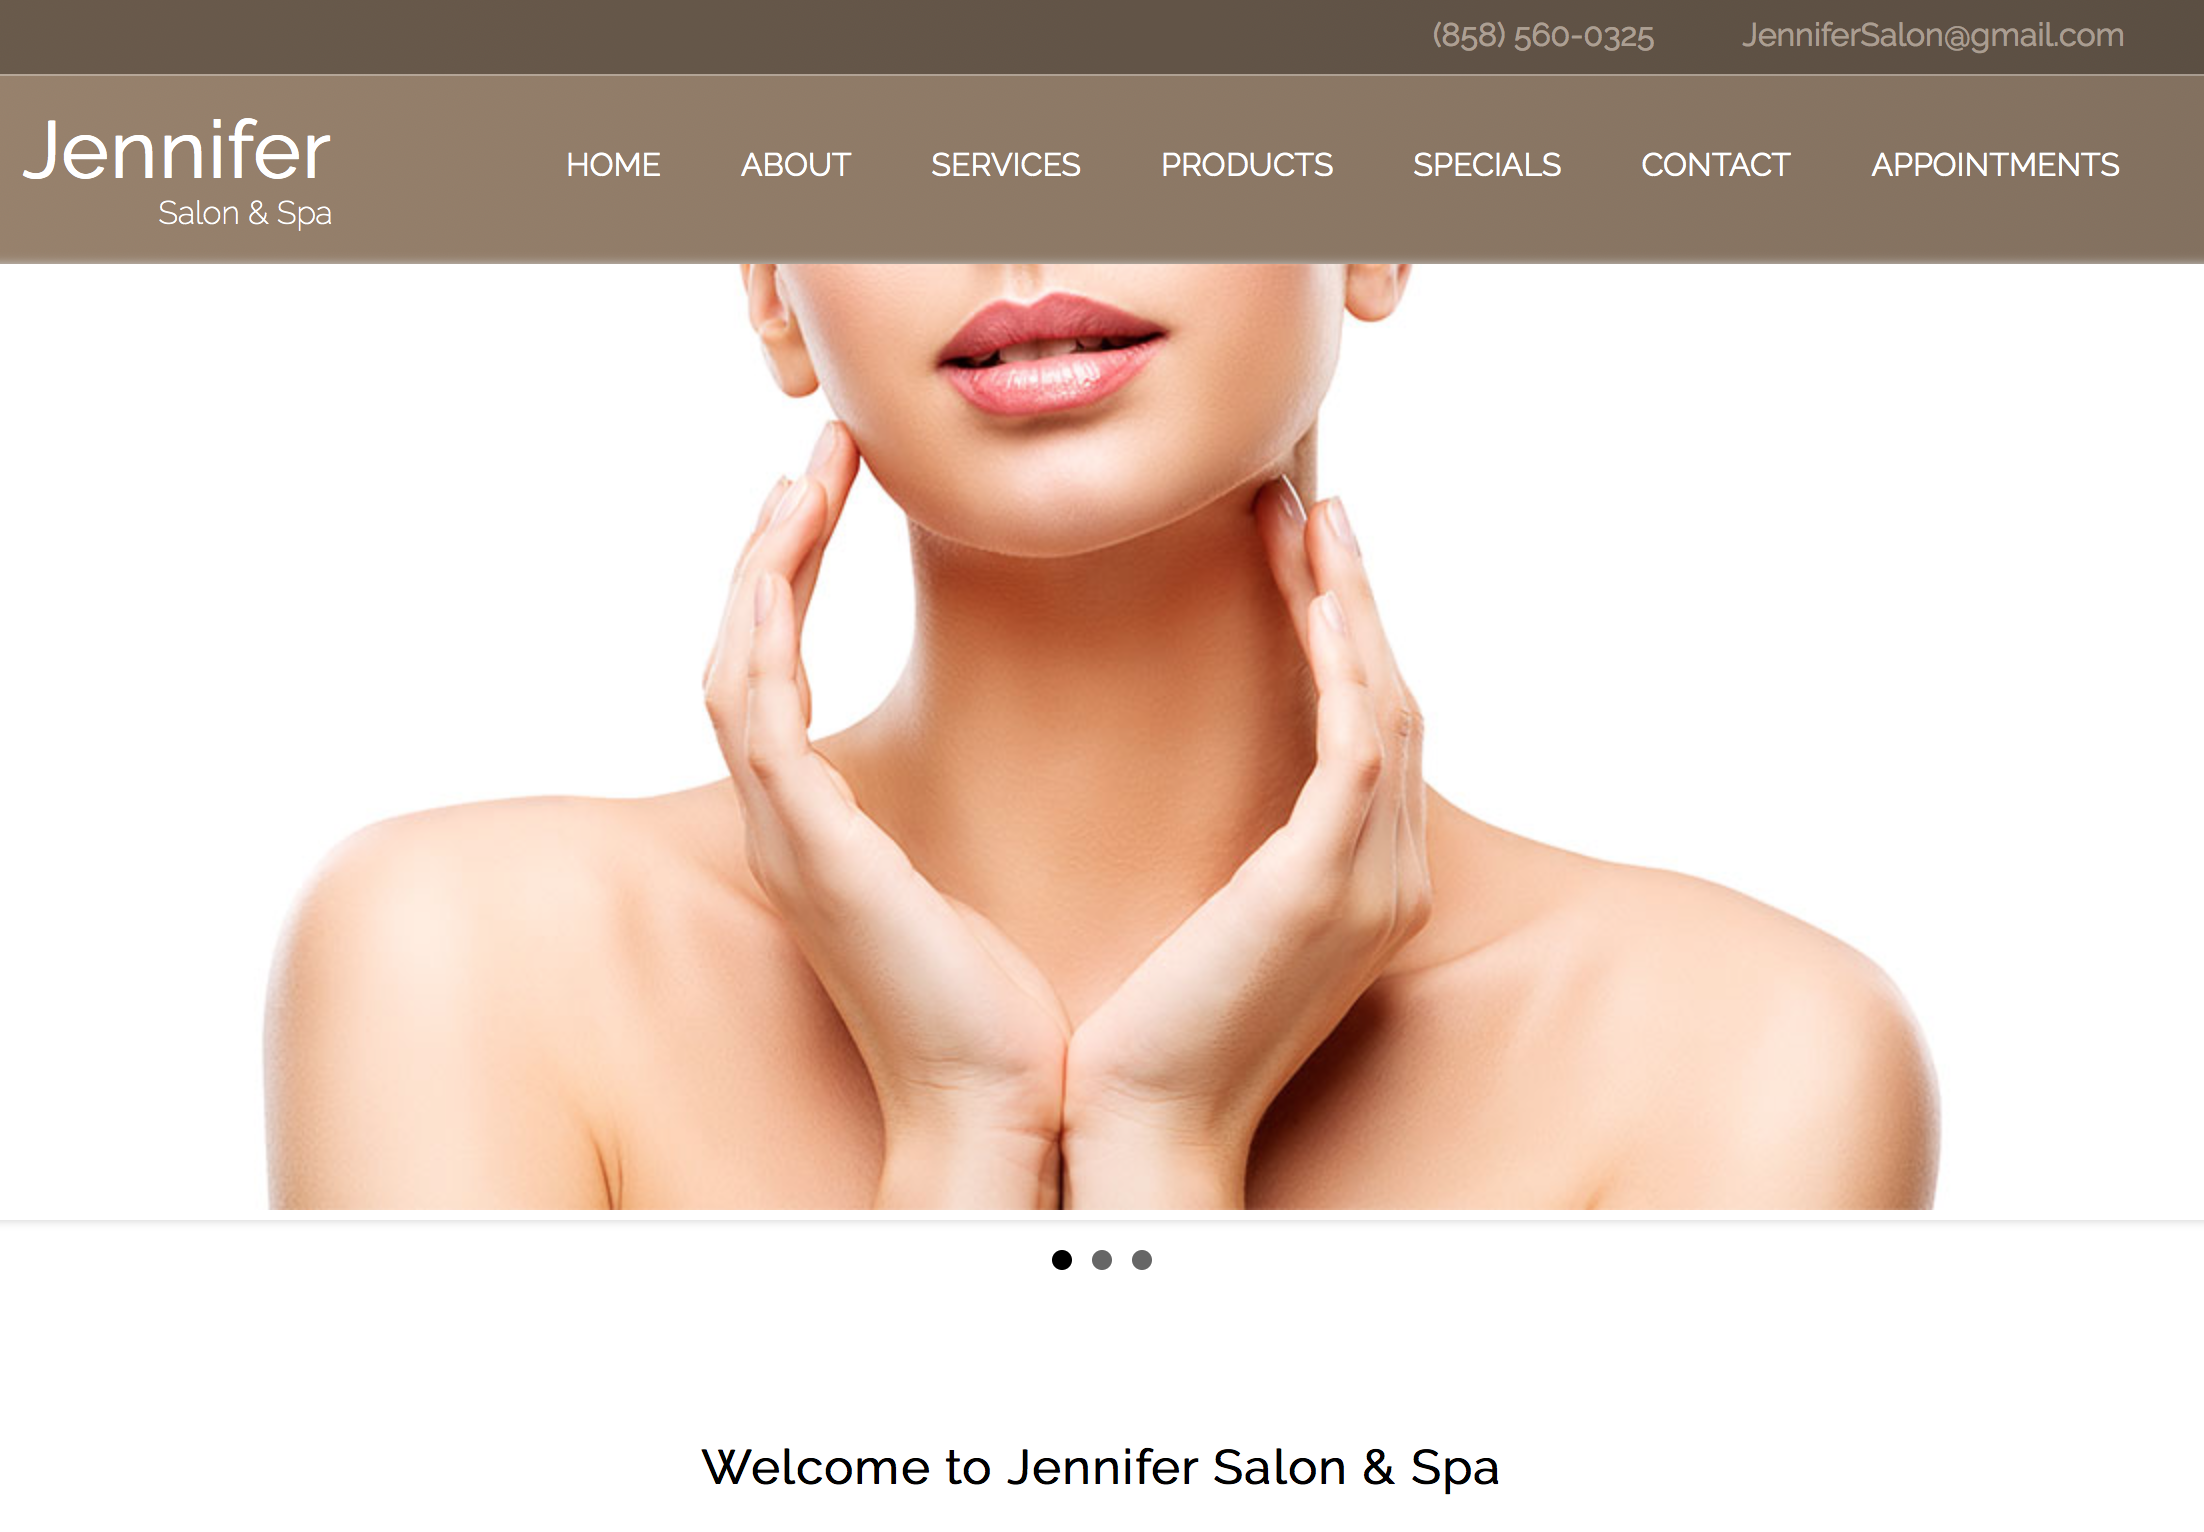 (858) 560-0325 JenniferSalon@gmail.com
Jennifer
Salon & Spa
HOME ABOUT SERVICES PRODUCTS SPECIALS CONTACT APPOINTMENTS
Welcome to Jennifer Salon & Spa